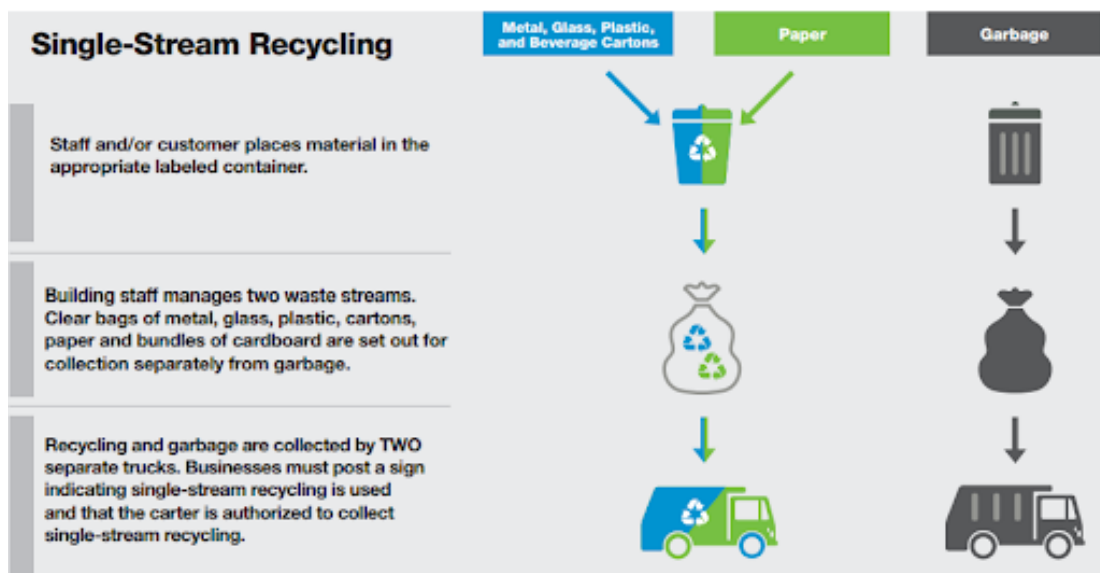 Single-Stream Recycling
Metal, Glass, Plastic,
and Beverage Cartons
Paper
Garbage
Staff and/or customer places material in the
appropriate labeled container.
Building staff manages two waste streams.
Clear bags of metal, glass, plastic, cartons,
paper and bundles of cardboard are set out for
collection separately from garbage.
Recycling and garbage are collected by TWO
separate trucks. Businesses must post a sign
indicating single-stream recycling is used
and that the carter is authorized to collect
single-stream recycling.